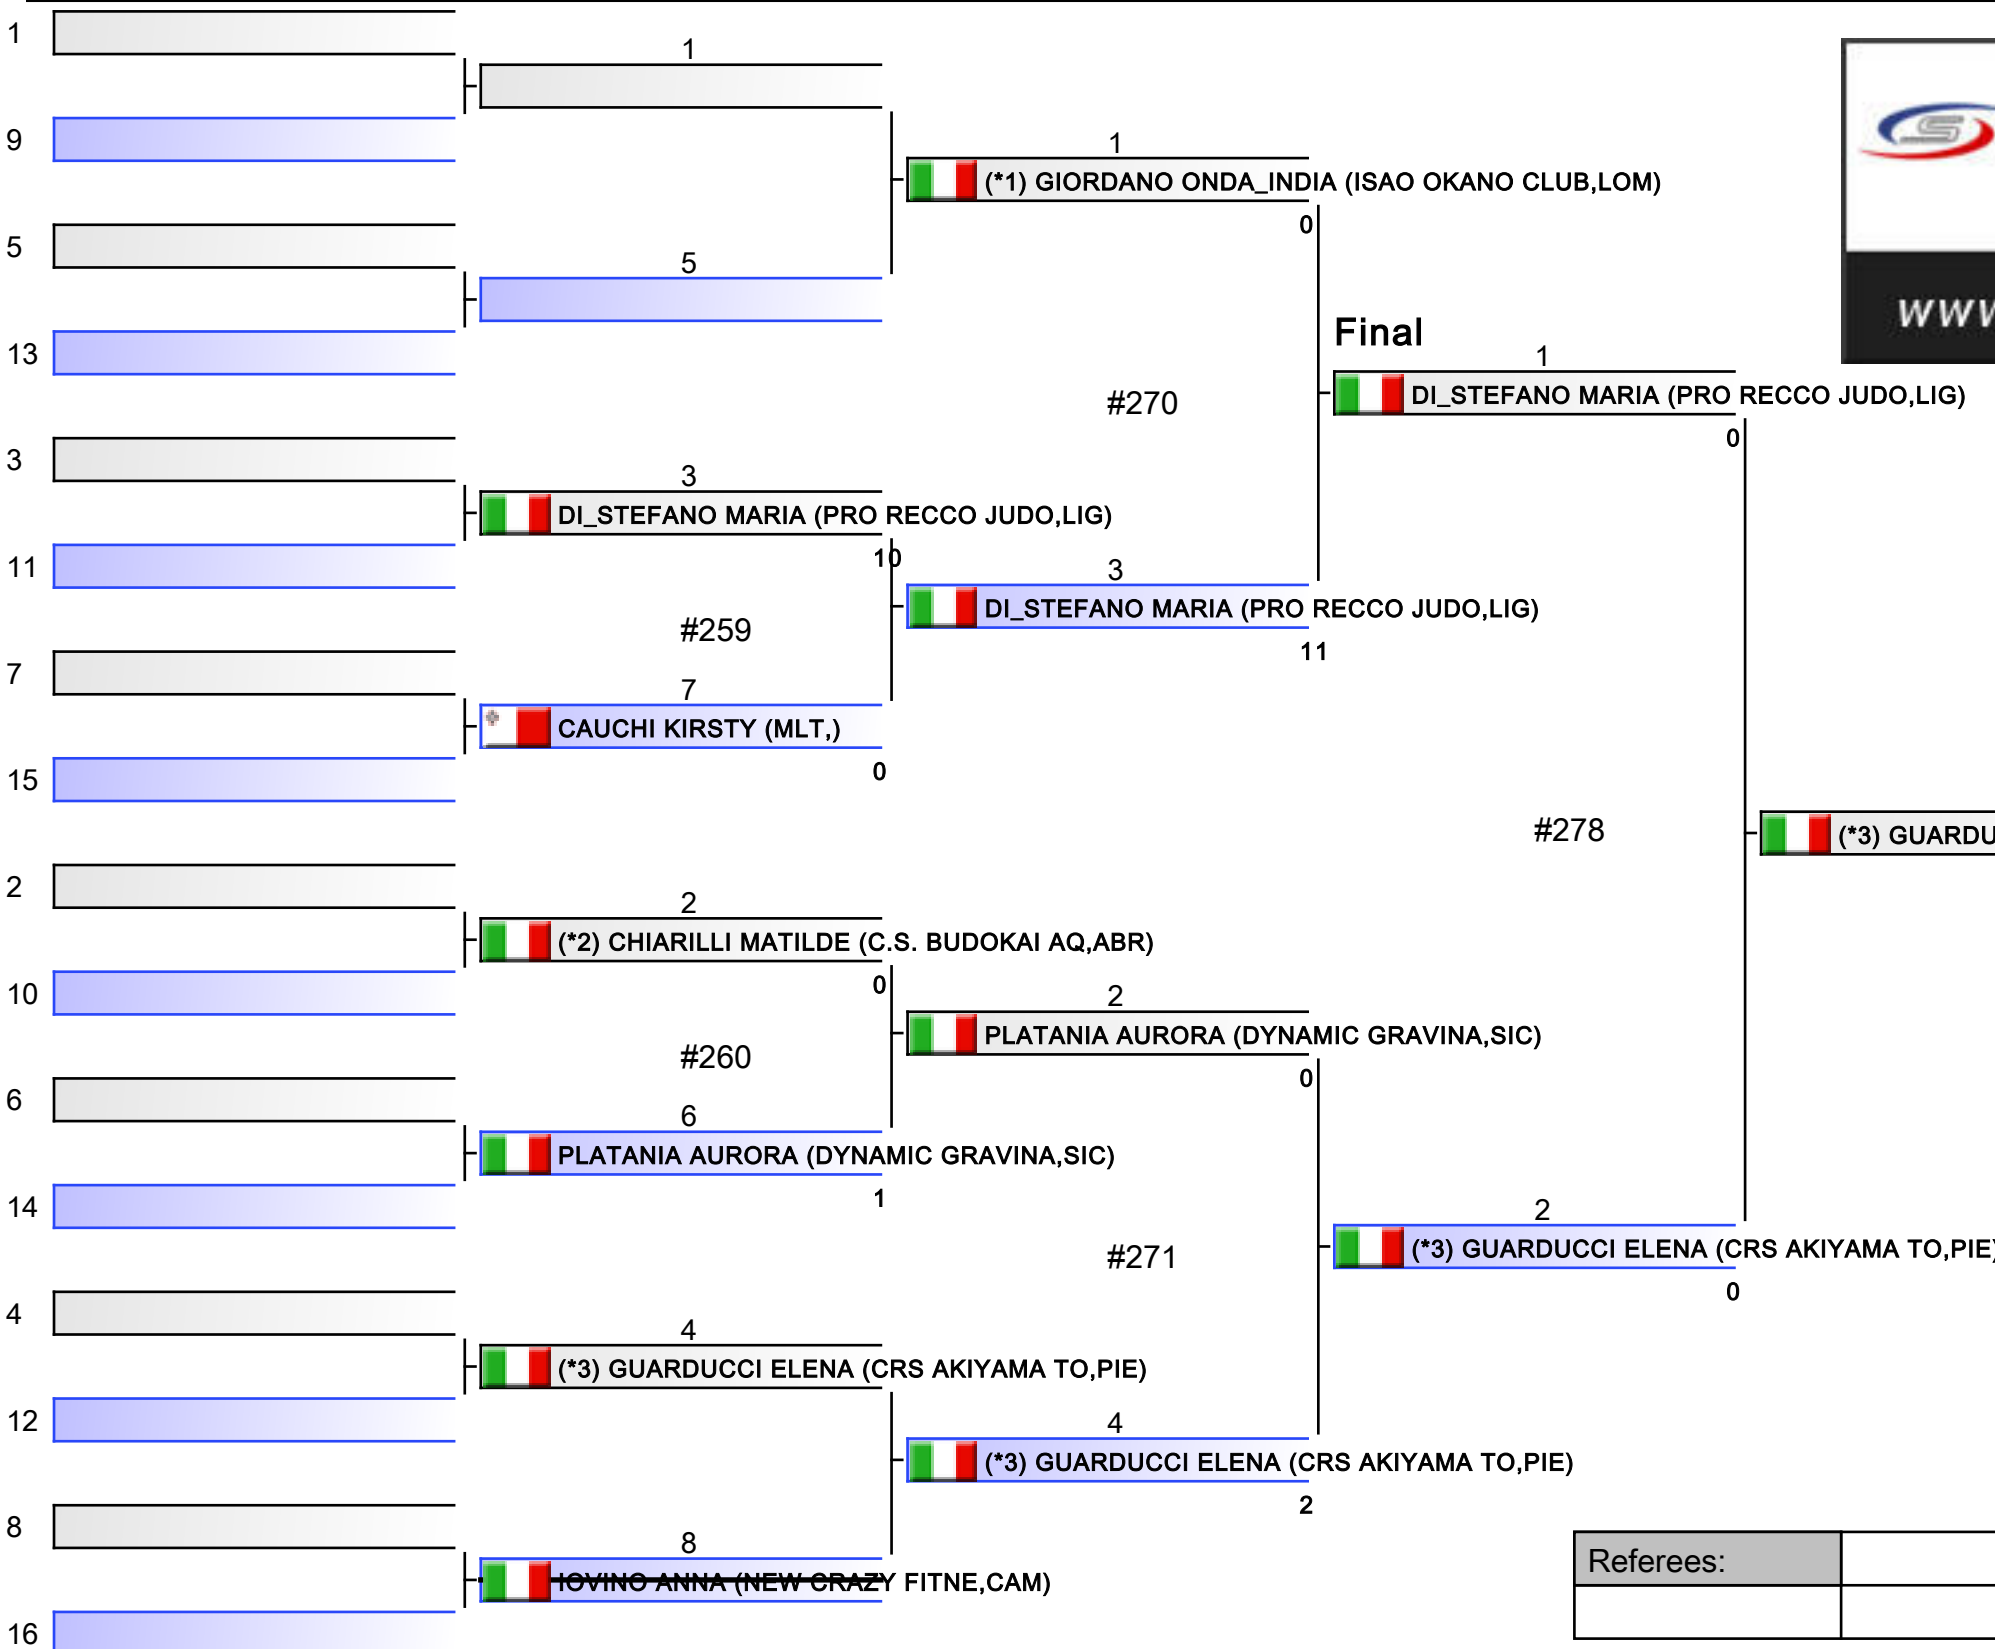 1
1
9
1
(*1) GIORDANO ONDA_INDIA (ISAO OKANO CLUB,LOM)
0
5
5
13
Final
1
DI_STEFANO MARIA (PRO RECCO JUDO,LIG)
0
#270
WWW
3
3
DI_STEFANO MARIA (PRO RECCO JUDO,LIG)
10
11
3
DI_STEFANO MARIA (PRO RECCO JUDO,LIG)
11
#259
7
7
CAUCHI KIRSTY (MLT,)
0
15
#278
(*3) GUARDU
2
2
(*2) CHIARILLI MATILDE (C.S. BUDOKAI AQ,ABR)
0
10
2
PLATANIA AURORA (DYNAMIC GRAVINA,SIC)
0
#260
6
6
PLATANIA AURORA (DYNAMIC GRAVINA,SIC)
1
14
2
(*3) GUARDUCCI ELENA (CRS AKIYAMA TO,PIE)
0
#271
4
4
(*3) GUARDUCCI ELENA (CRS AKIYAMA TO,PIE)
12
4
(*3) GUARDUCCI ELENA (CRS AKIYAMA TO,PIE)
2
8
8
IOVINO ANNA (NEW CRAZY FITNE,CAM)
16
Referees: